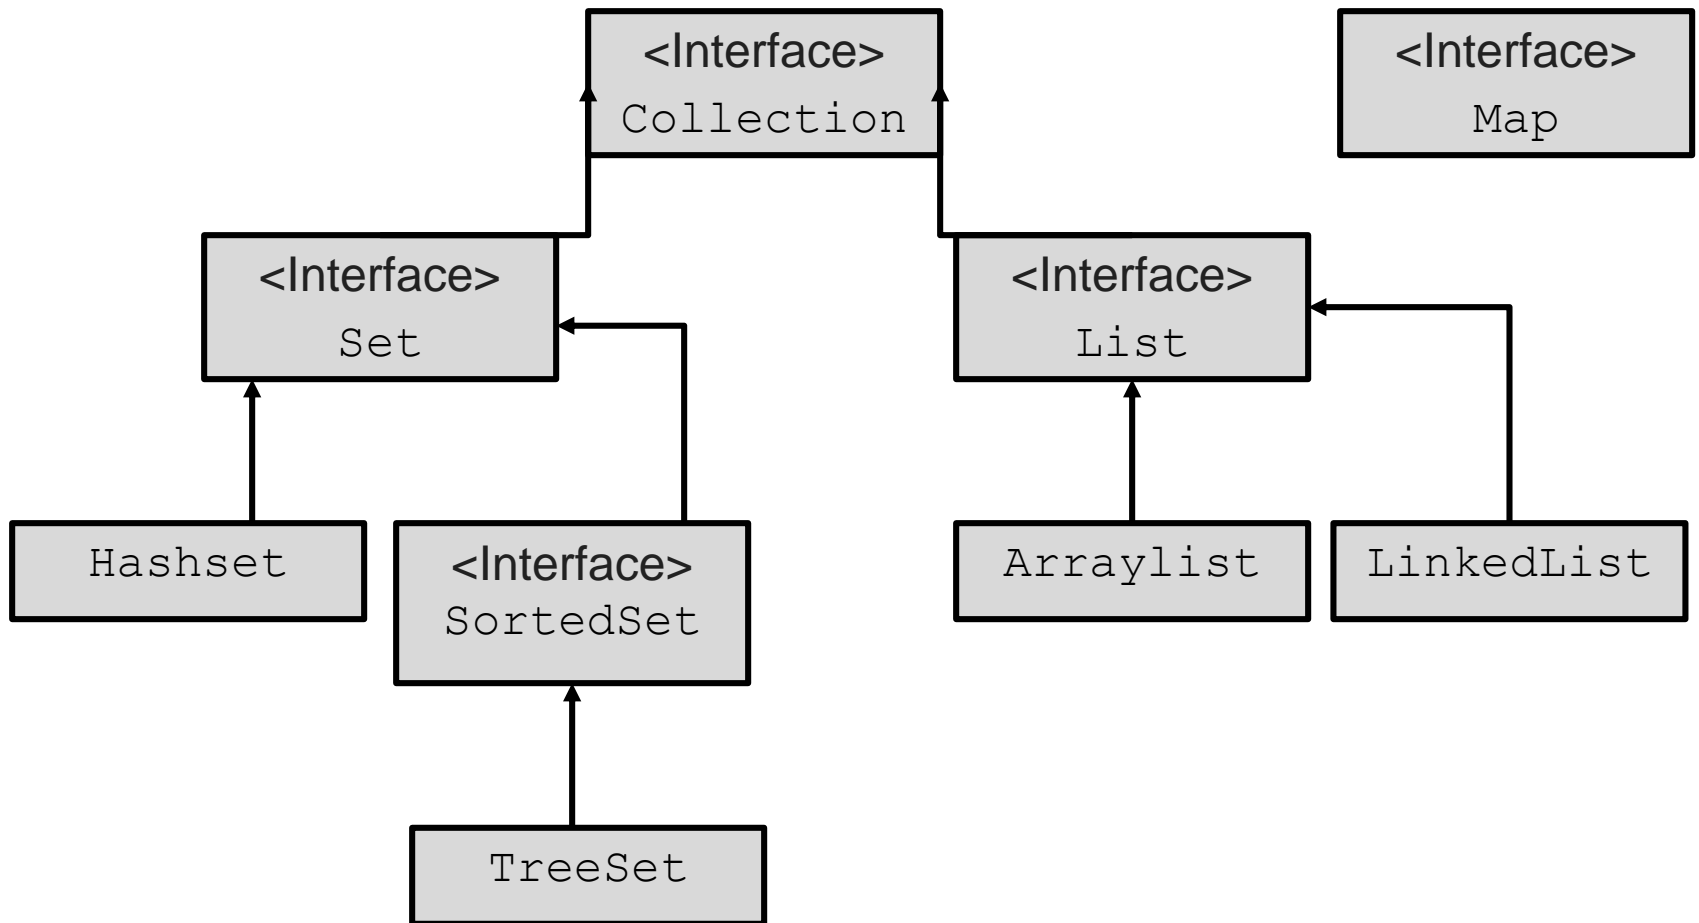 <Interface>
Collection
<Interface>
Map
<Interface>
Set
<Interface>
List
Hashset
<Interface>
SortedSet
Arraylist
LinkedList
TreeSet